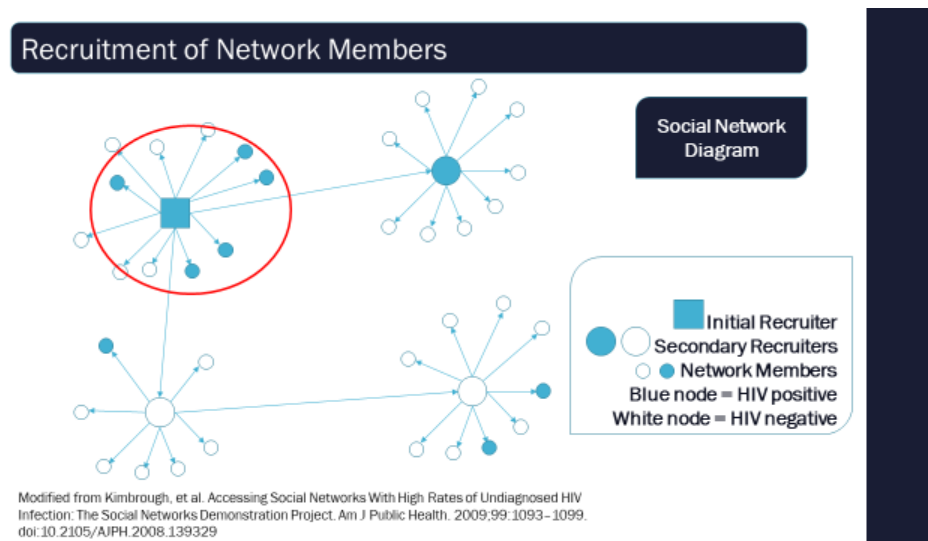 Recruitment of Network Members
Social Network
Diagram
Initial Recruiter
Secondary Recruiters
Network Members
Blue node = HIV positive
White node = HIV negative
Modified from Kimbrough, et al. Accessing Social Networks With High Rates of Undiagnosed HIV
Infection: The Social Networks Demonstration Project. Am J Public Health. 2009;99:1093–1099.
doi:10.2105/AJPH.2008.139329